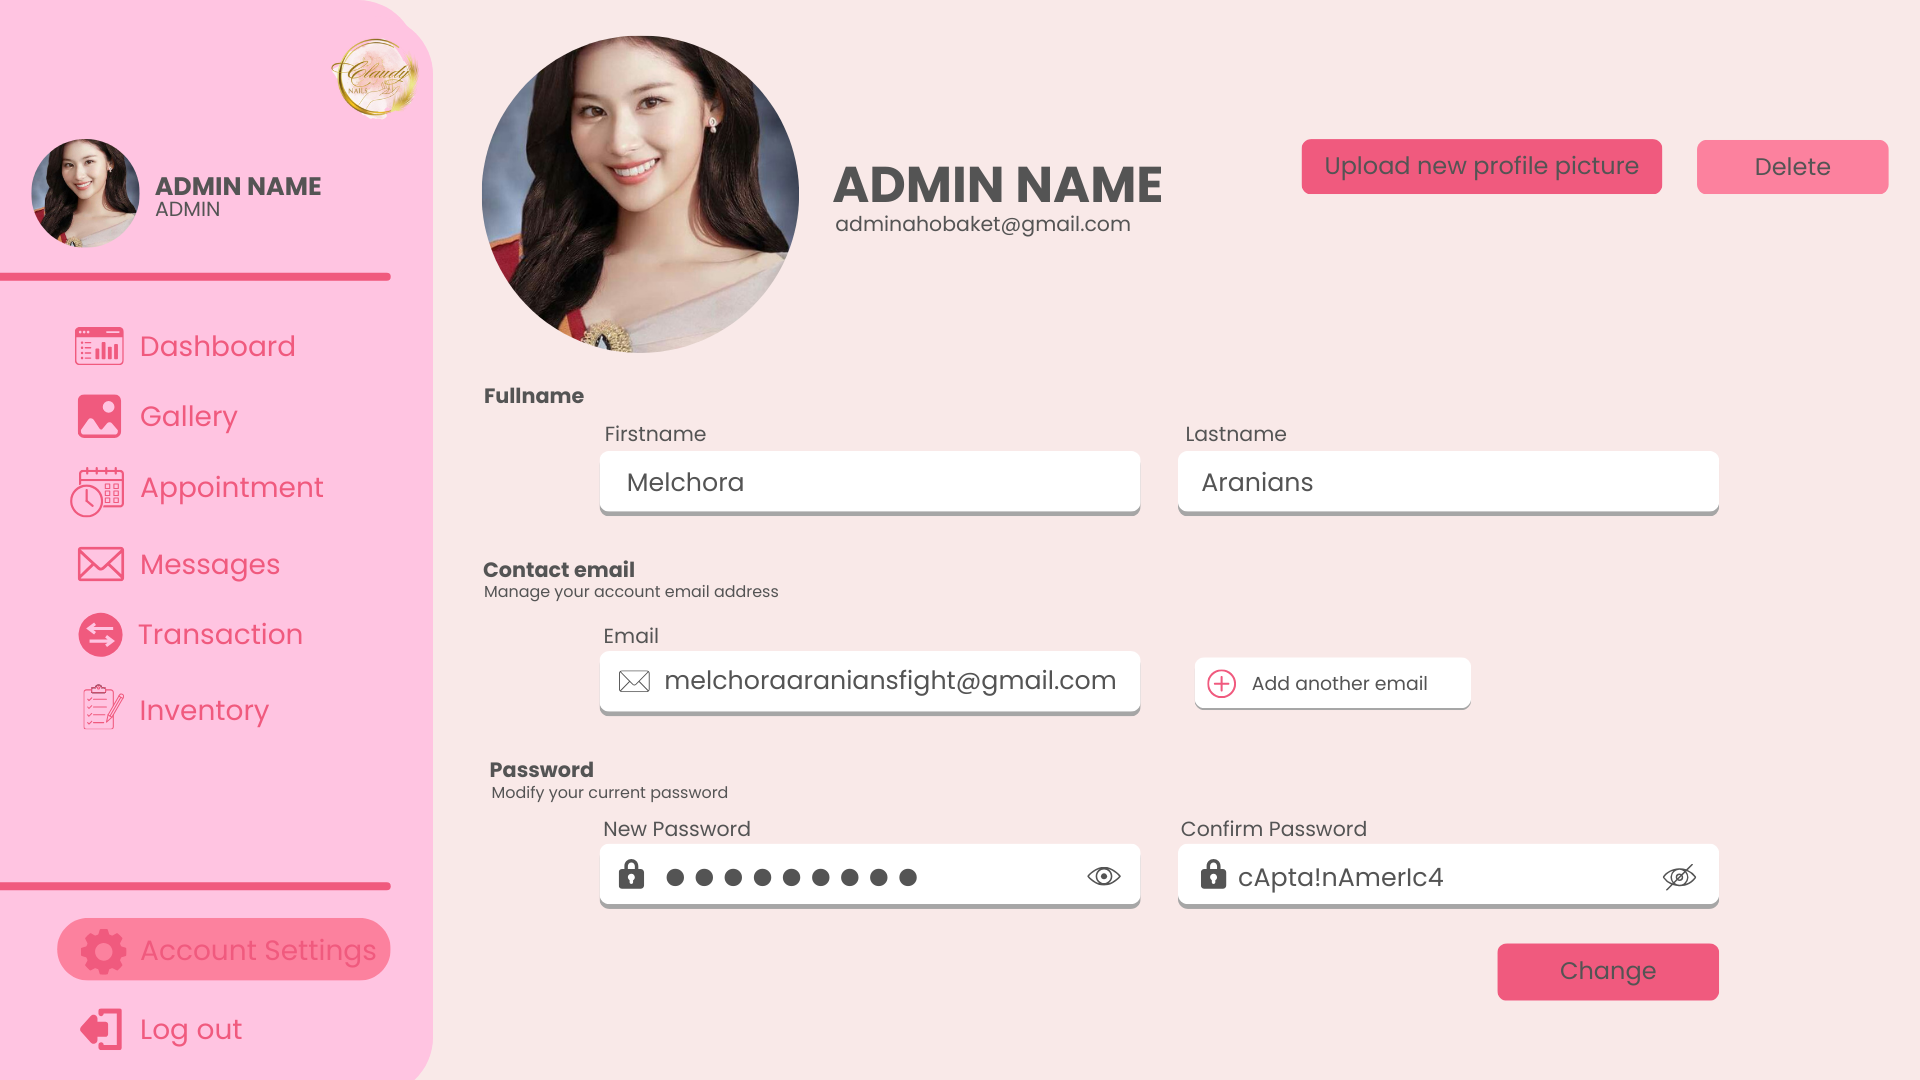 Claudy
NAILS
ADMIN NAME
ADMIN
Dashboard
Gallery
Appointment
Messages
Transaction
Inventory
Account Settings
Log out
ADMIN NAME
adminahobaket@gmail.com
Upload new profile picture
Delete
Fullname
Firstname
Lastname
Melchora
Aranians
Contact email
Manage your account email address
Email
melchoraaraniansfight@gmail.com
Add another email
Password
Modify your current password
New Password
Confirm Password
●●●●●●●●●
cApta!nAmerIc4
Change